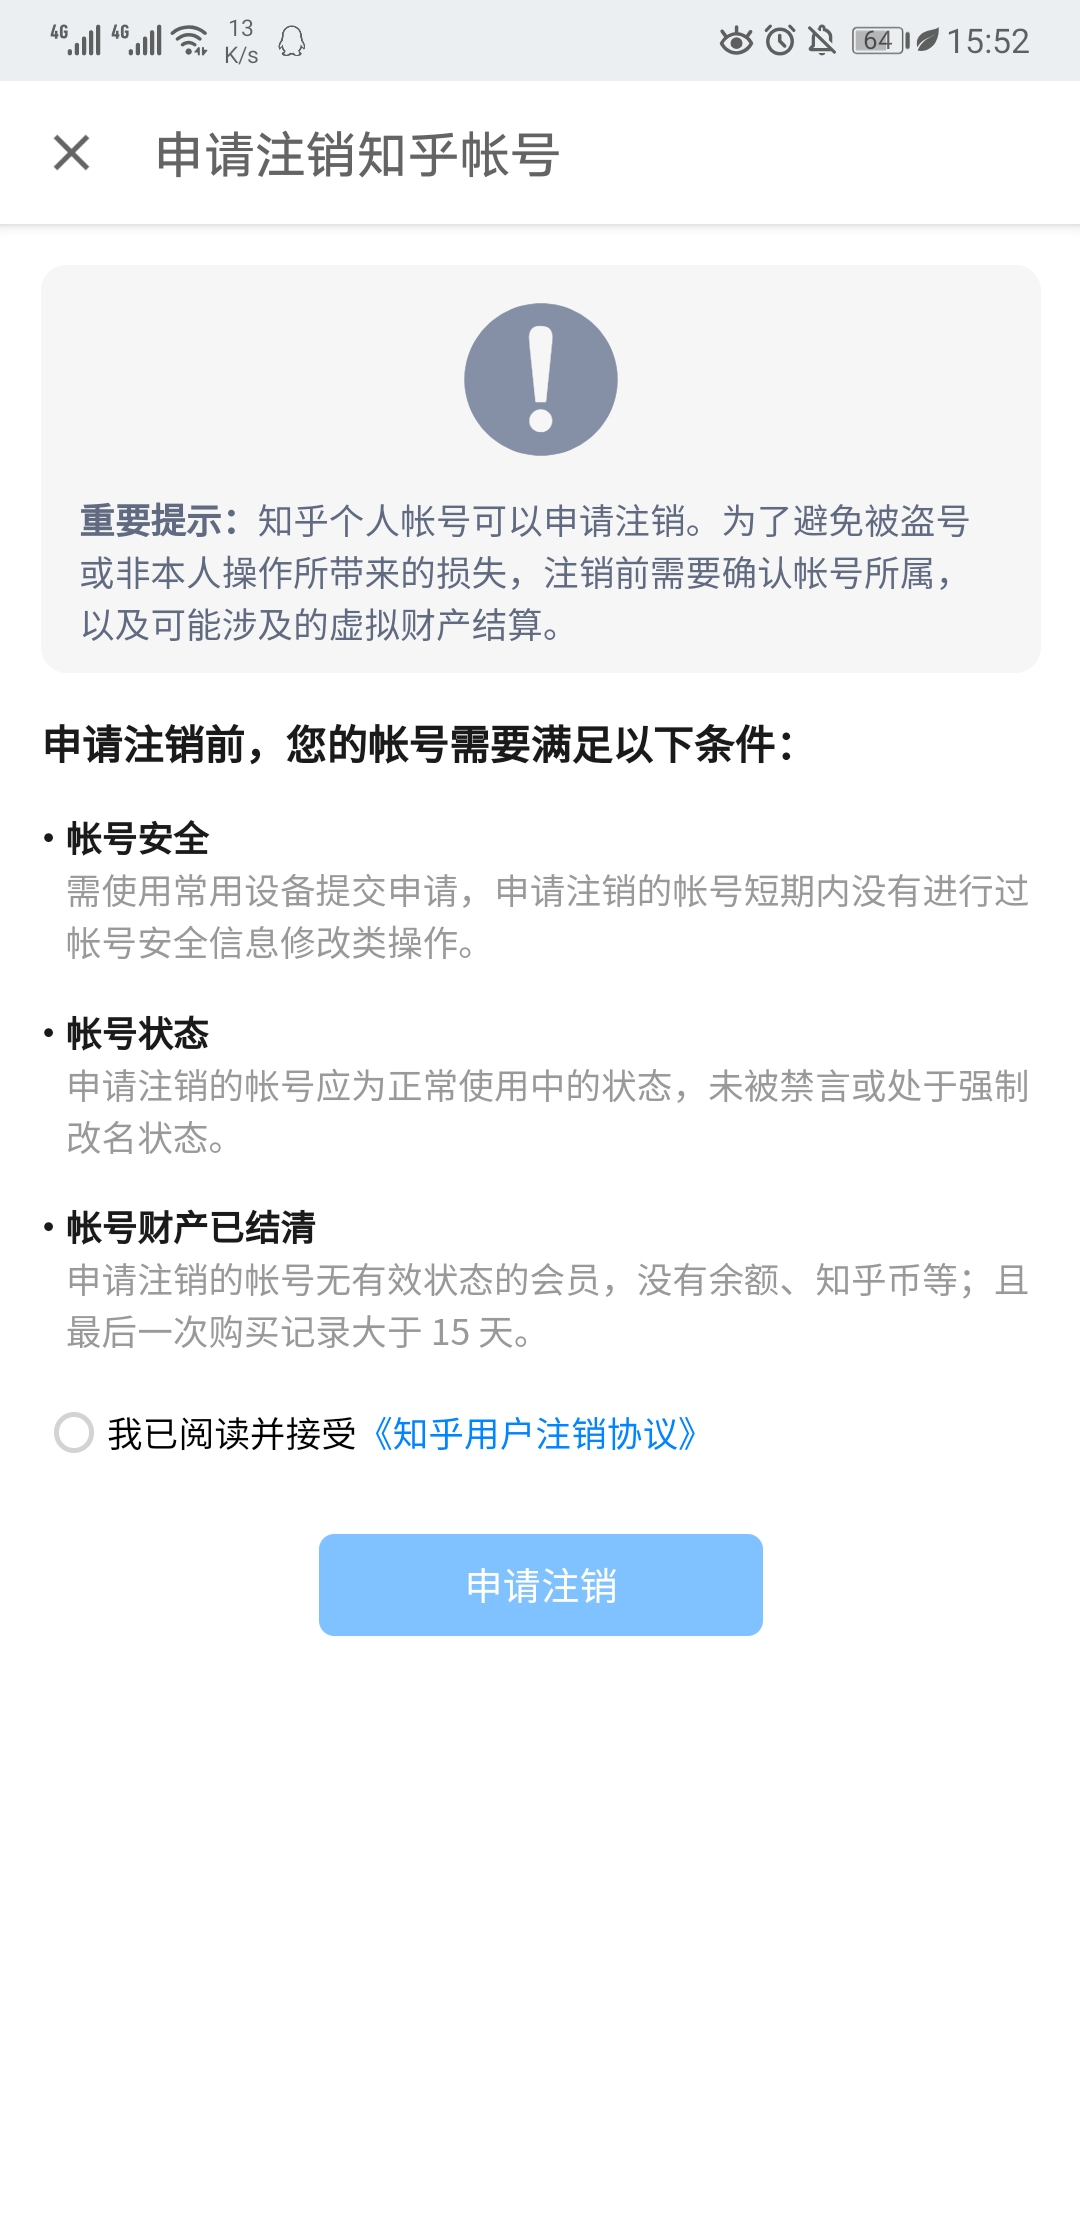 4G 4G 13 K/s 64 15:52
申请注销知乎帐号
重要提示：知乎个人帐号可以申请注销。为了避免被盗号
或非本人操作所带来的损失，注销前需要确认帐号所属，
以及可能涉及的虚拟财产结算。
申请注销前，您的帐号需要满足以下条件：
• 帐号安全
需使用常用设备提交申请，申请注销的帐号短期内没有进行过
帐号安全信息修改类操作。
• 帐号状态
申请注销的帐号应为正常使用中的状态，未被禁言或处于强制
改名状态。
• 帐号财产已结清
申请注销的帐号无有效状态的会员，没有余额、知乎币等；且
最后一次购买记录大于 15 天。
我已阅读并接受《知乎用户注销协议》
申请注销